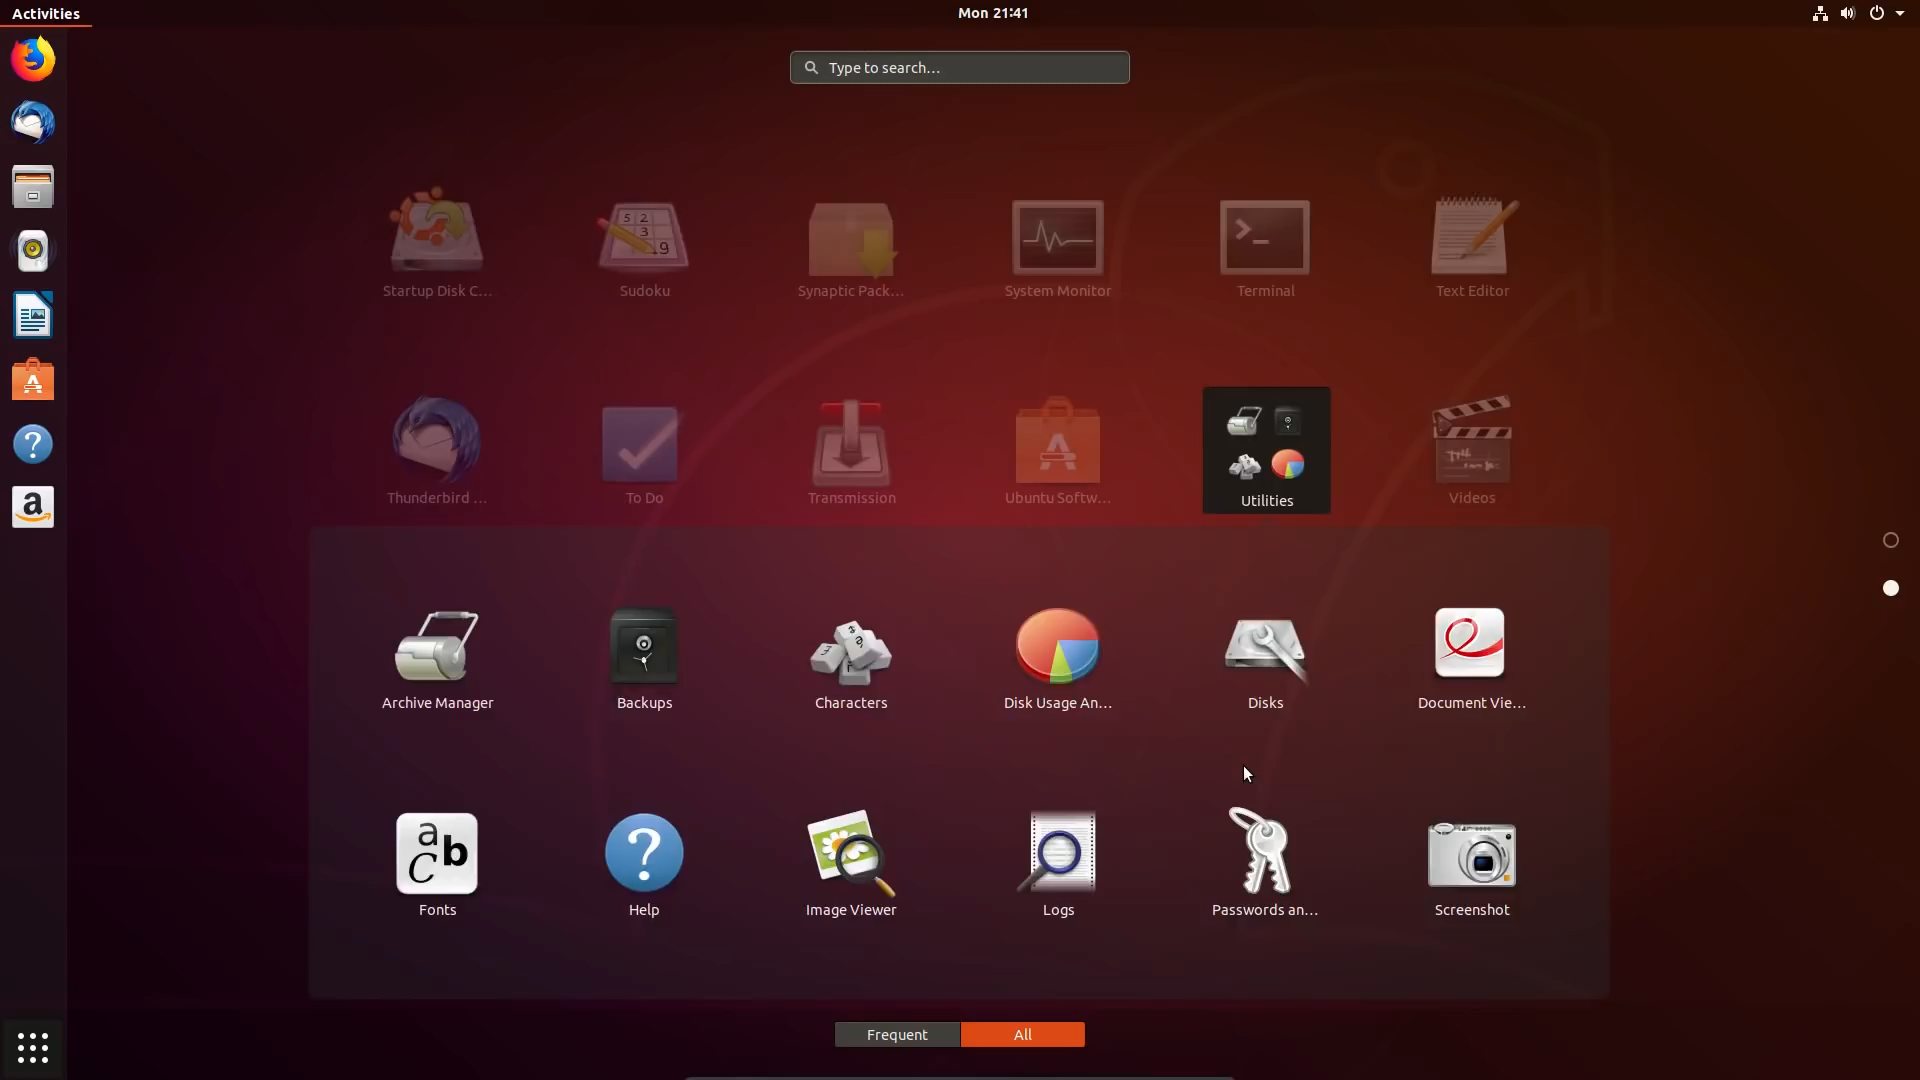 Activities
Mon 21:41
Type to search...
Startup Disk C...
Sudoku
Synaptic Pack...
System Monitor
Terminal
Text Editor
Thunderbird ...
To Do
Transmission
Ubuntu Softw...
Utilities
Videos
Archive Manager
Backups
Characters
Disk Usage An...
Disks
Document Vie...
Fonts
Help
Image Viewer
Logs
Passwords an...
Screenshot
Frequent
All